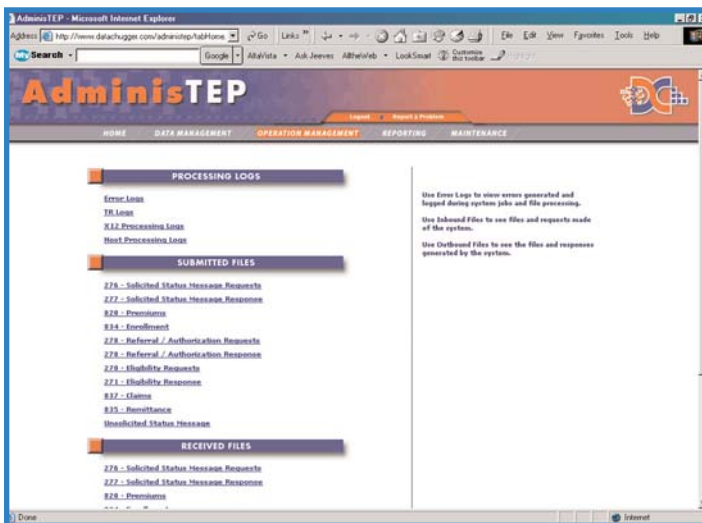 AdminisTEP - Microsoft Internet Explorer
Address http://www.datachugger.com/administep/tabHome Go Links » File Edit View Favorites Tools Help
My Search Google AltaVista Ask Jeeves AlltheWeb LookSmart Customize this toolbar
AdminisTEP
Logout Report a Problem
HOME DATA MANAGEMENT OPERATION MANAGEMENT REPORTING MAINTENANCE
PROCESSING LOGS
Error Logs
TR Logs
X12 Processing Logs
Host Processing Logs
SUBMITTED FILES
276 - Solicited Status Message Requests
277 - Solicited Status Message Response
820 - Premiums
834 - Enrollment
278 - Referral / Authorization Requests
278 - Referral / Authorization Response
270 - Eligibility Requests
271 - Eligibility Response
837 - Claims
835 - Remittance
Unsolicited Status Message
RECEIVED FILES
276 - Solicited Status Message Requests
277 - Solicited Status Message Response
820 - Premiums
Use Error Logs to view errors generated and
logged during system jobs and file processing.
Use Inbound Files to see files and requests made
of the system.
Use Outbound Files to see the files and responses
generated by the system.
Done Internet